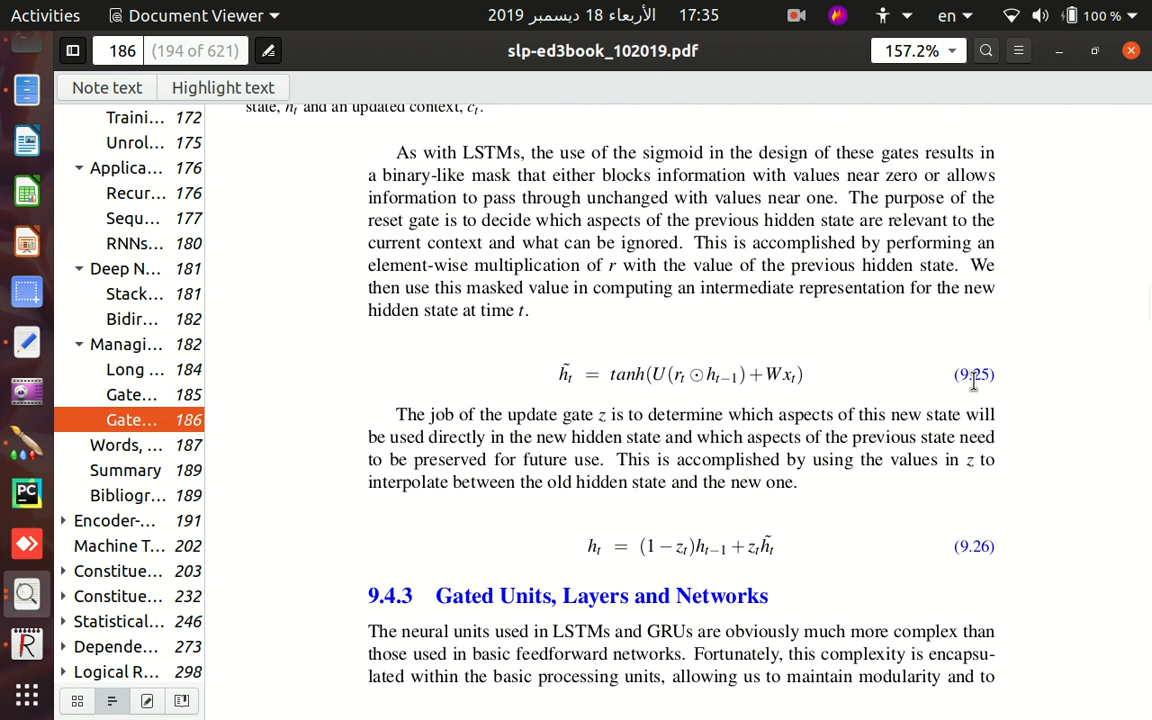 Activities
Document Viewer
الأربعاء 18 ديسمبر 2019 17:35
en
100 %
186 (194 of 621)
slp-ed3book_102019.pdf
157.2%
Note text
Highlight text
Traini... 172
Unrol... 175
Applica... 176
Recur... 176
Sequ... 177
RNNs... 180
Deep N... 181
Stack... 181
Bidir... 182
Managi... 182
Long ... 184
Gate... 185
Gate... 186
Words, ... 187
Summary 189
Bibliogr... 189
Encoder-... 191
Machine T... 202
Constitue... 203
Constitue... 232
Statistical... 246
Depende... 273
Logical R... 298
PC
R
state, hₜ and an updated context, cₜ.
As with LSTMs, the use of the sigmoid in the design of these gates results in
a binary-like mask that either blocks information with values near zero or allows
information to pass through unchanged with values near one. The purpose of the
reset gate is to decide which aspects of the previous hidden state are relevant to the
current context and what can be ignored. This is accomplished by performing an
element-wise multiplication of r with the value of the previous hidden state. We
then use this masked value in computing an intermediate representation for the new
hidden state at time t.
h̃ₜ = tanh(U(rₜ ⊙ hₜ₋₁) + Wxₜ) (9.25)
The job of the update gate z is to determine which aspects of this new state will
be used directly in the new hidden state and which aspects of the previous state need
to be preserved for future use. This is accomplished by using the values in z to
interpolate between the old hidden state and the new one.
hₜ = (1 − zₜ)hₜ₋₁ + zₜh̃ₜ (9.26)
9.4.3 Gated Units, Layers and Networks
The neural units used in LSTMs and GRUs are obviously much more complex than
those used in basic feedforward networks. Fortunately, this complexity is encapsu-
lated within the basic processing units, allowing us to maintain modularity and to